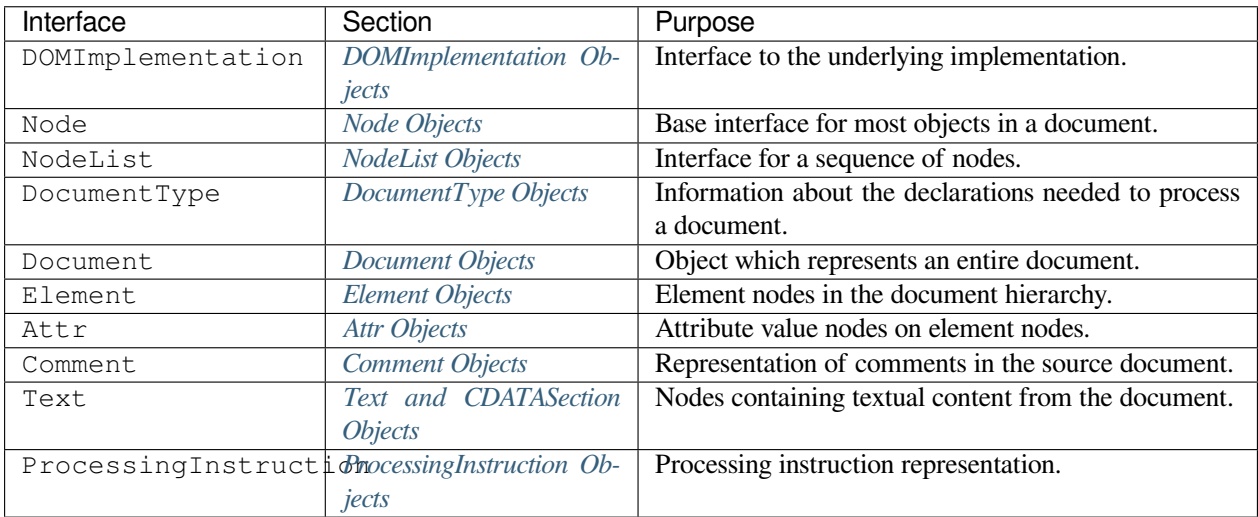 Interface Section Purpose
DOMImplementation DOMImplementation Ob- Interface to the underlying implementation.
jects
Node Node Objects Base interface for most objects in a document.
NodeList NodeList Objects Interface for a sequence of nodes.
DocumentType DocumentType Objects Information about the declarations needed to process
a document.
Document Document Objects Object which represents an entire document.
Element Element Objects Element nodes in the document hierarchy.
Attr Attr Objects Attribute value nodes on element nodes.
Comment Comment Objects Representation of comments in the source document.
Text Text and CDATASection Nodes containing textual content from the document.
Objects
ProcessingInstruction ProcessingInstruction Ob- Processing instruction representation.
jects